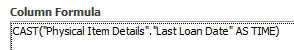 Column Formula
CAST("Physical Item Details"."Last Loan Date" AS TIME)